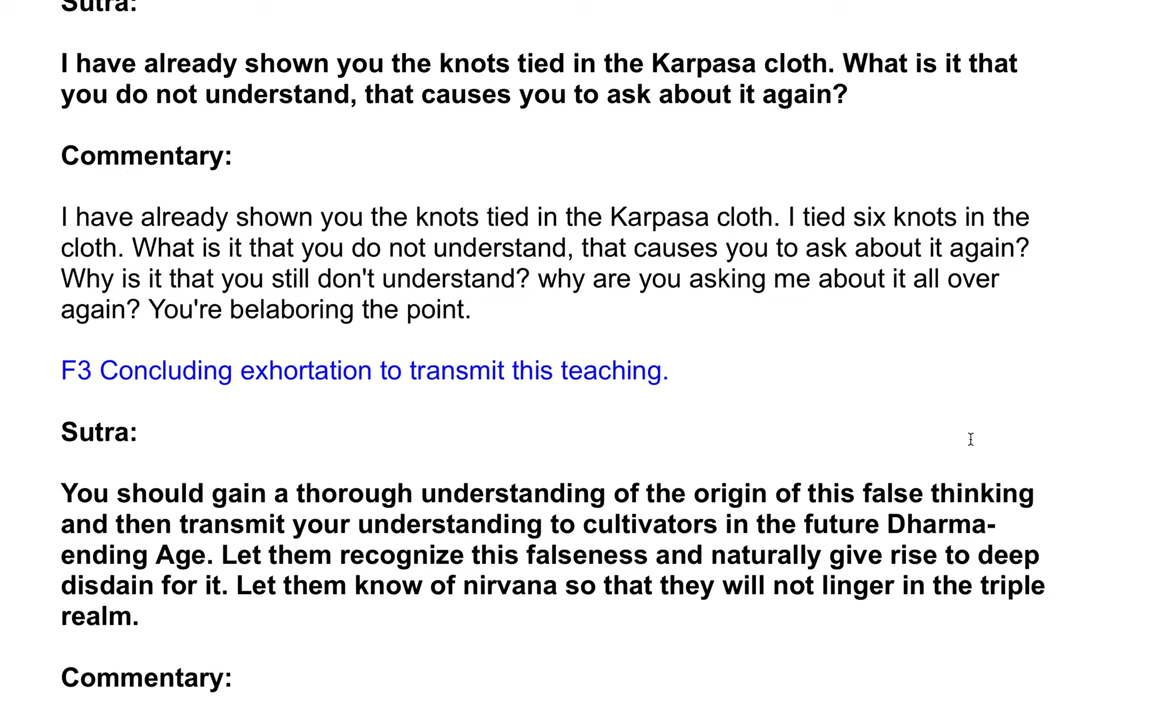 Sutra:
I have already shown you the knots tied in the Karpasa cloth. What is it that
you do not understand, that causes you to ask about it again?
Commentary:
I have already shown you the knots tied in the Karpasa cloth. I tied six knots in the
cloth. What is it that you do not understand, that causes you to ask about it again?
Why is it that you still don't understand? why are you asking me about it all over
again? You're belaboring the point.
F3 Concluding exhortation to transmit this teaching.
Sutra:
You should gain a thorough understanding of the origin of this false thinking
and then transmit your understanding to cultivators in the future Dharma-
ending Age. Let them recognize this falseness and naturally give rise to deep
disdain for it. Let them know of nirvana so that they will not linger in the triple
realm.
Commentary: